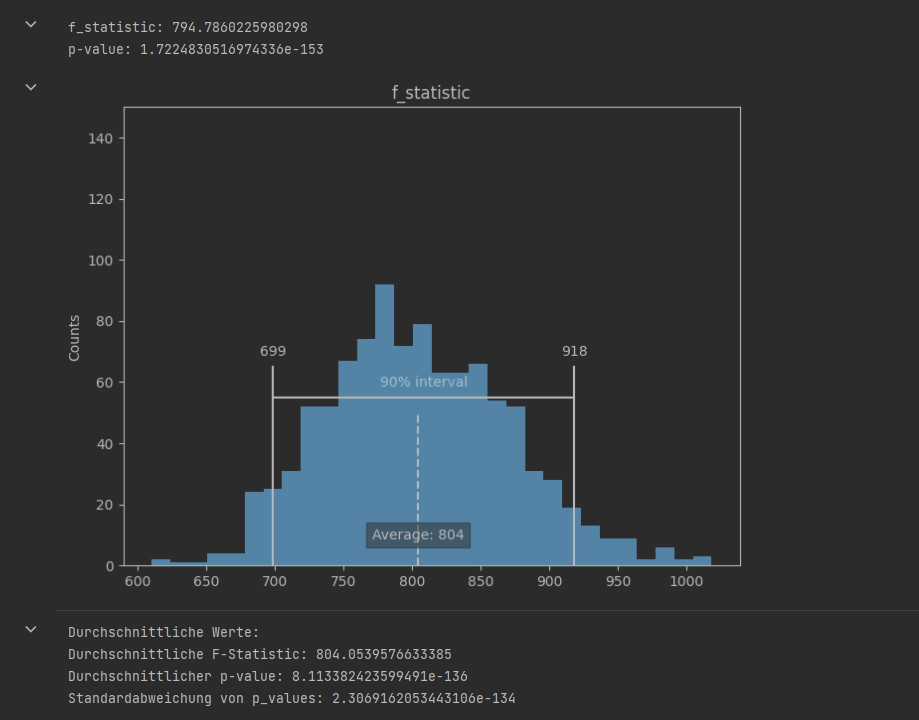 f_statistic: 794.7860225980298
p-value: 1.7224830516974336e-153
f_statistic
140
120
100
80
60
40
20
0
Counts
699
918
90% interval
Average: 804
600 650 700 750 800 850 900 950 1000
Durchschnittliche Werte:
Durchschnittliche F-Statistic: 804.0539576633385
Durchschnittlicher p-value: 8.113382423599491e-136
Standardabweichung von p_values: 2.3069162053443106e-134